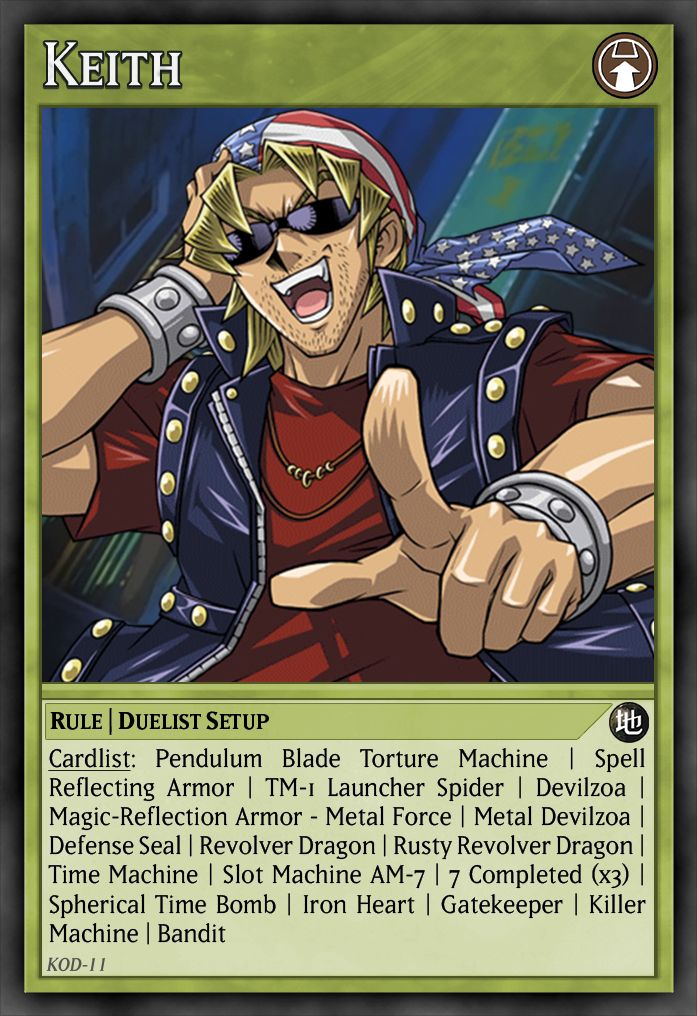 Keith
Rule | Duelist Setup
Cardlist: Pendulum Blade Torture Machine | Spell
Reflecting Armor | TM-1 Launcher Spider | Devilzoa |
Magic-Reflection Armor - Metal Force | Metal Devilzoa |
Defense Seal | Revolver Dragon | Rusty Revolver Dragon |
Time Machine | Slot Machine AM-7 | 7 Completed (x3) |
Spherical Time Bomb | Iron Heart | Gatekeeper | Killer
Machine | Bandit
KOD-11